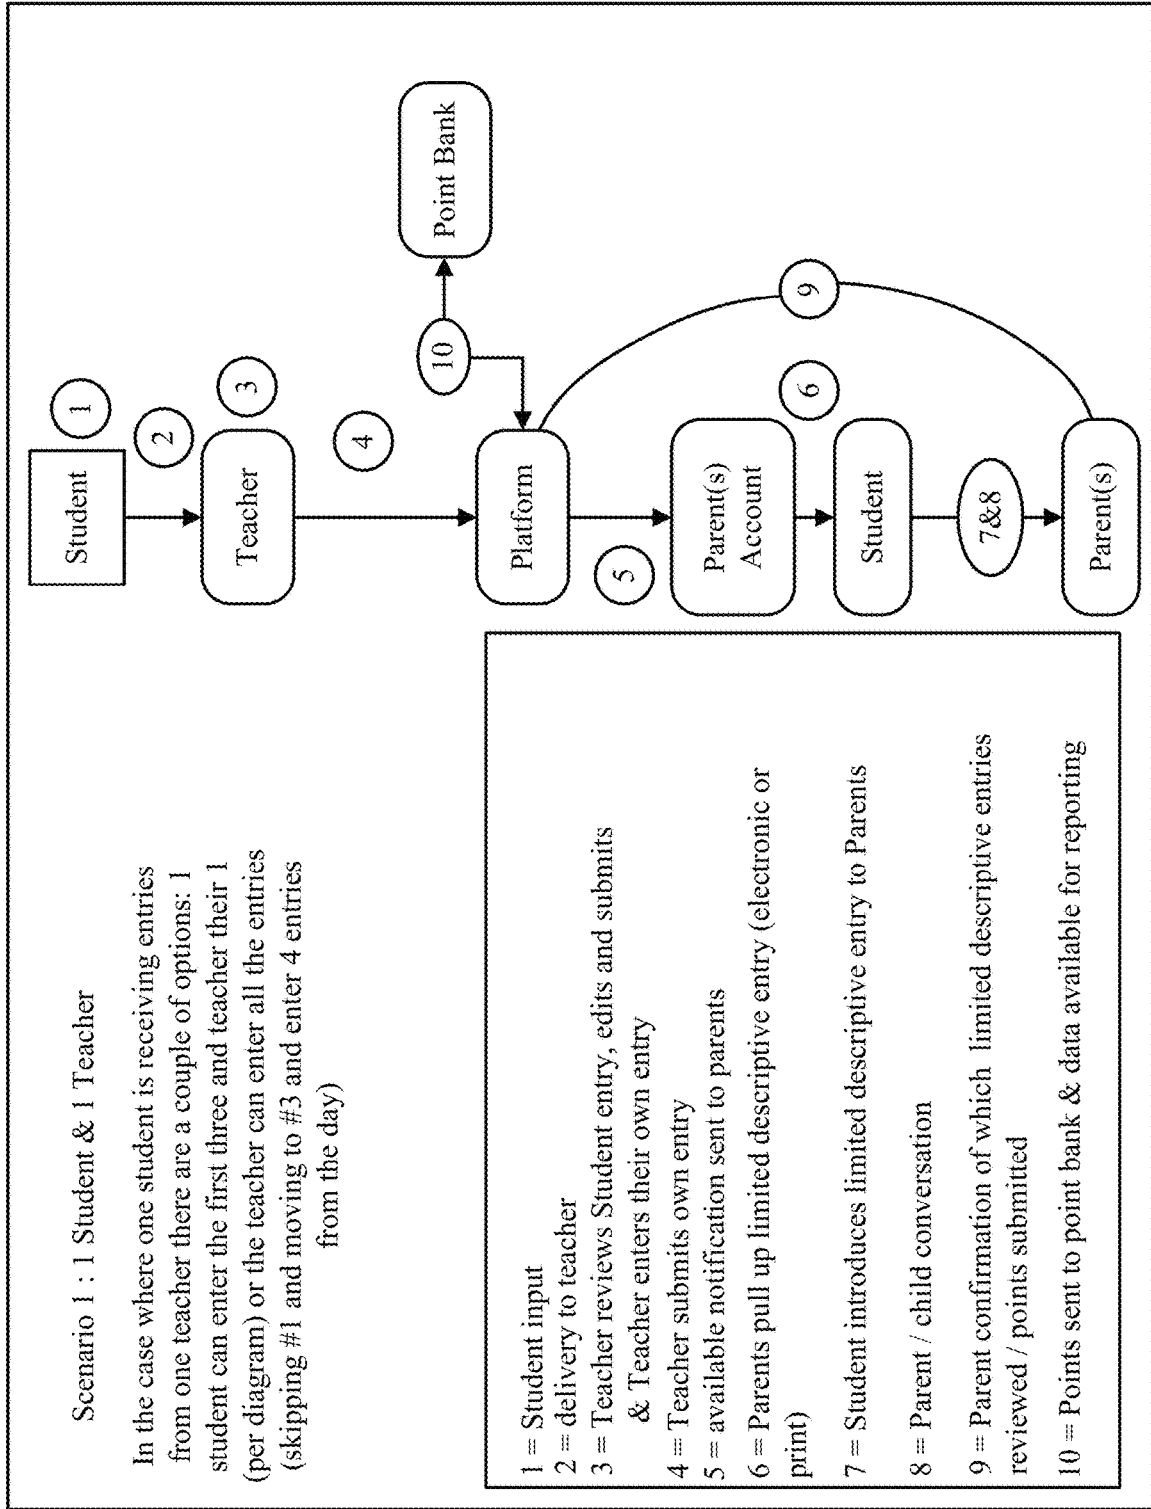 Scenario 1 : 1 Student & 1 Teacher
In the case where one student is receiving entries
from one teacher there are a couple of options: 1
student can enter the first three and teacher their 1
(per diagram) or the teacher can enter all the entries
(skipping #1 and moving to #3 and enter 4 entries
from the day)
1 = Student input
2 = delivery to teacher
3 = Teacher reviews Student entry, edits and submits
& Teacher enters their own entry
4 = Teacher submits own entry
5 = available notification sent to parents
6 = Parents pull up limited descriptive entry (electronic or
print)
7 = Student introduces limited descriptive entry to Parents
8 = Parent / child conversation
9 = Parent confirmation of which limited descriptive entries
reviewed / points submitted
10 = Points sent to point bank & data available for reporting
Student
1
2
Teacher
3
4
10
Point Bank
Platform
5
9
Parent(s)
Account
6
Student
7&8
Parent(s)